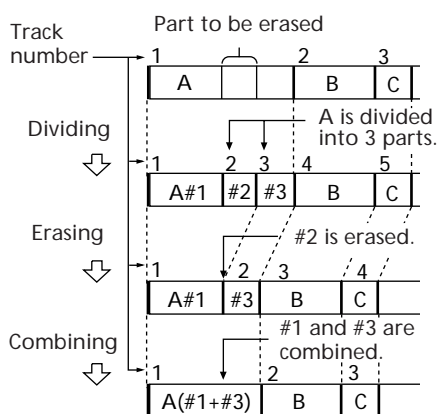 Track number
Part to be erased
1 2 3
A B C
Dividing
A is divided into 3 parts.
1 2 3 4 5
A#1 #2 #3 B C
Erasing
#2 is erased.
1 2 3 4
A#1 #3 B C
Combining
#1 and #3 are combined.
1 2 3
A(#1+#3) B C